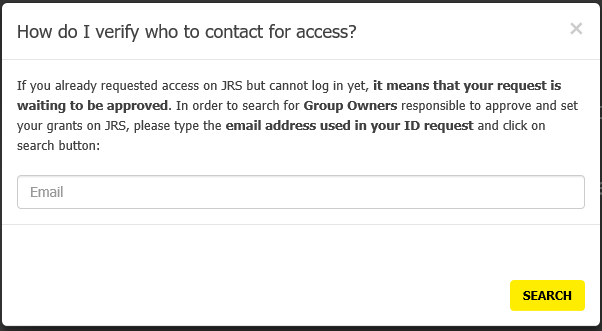 How do I verify who to contact for access?
×
If you already requested access on JRS but cannot log in yet, it means that your request is
waiting to be approved. In order to search for Group Owners responsible to approve and set
your grants on JRS, please type the email address used in your ID request and click on
search button:
Email
SEARCH